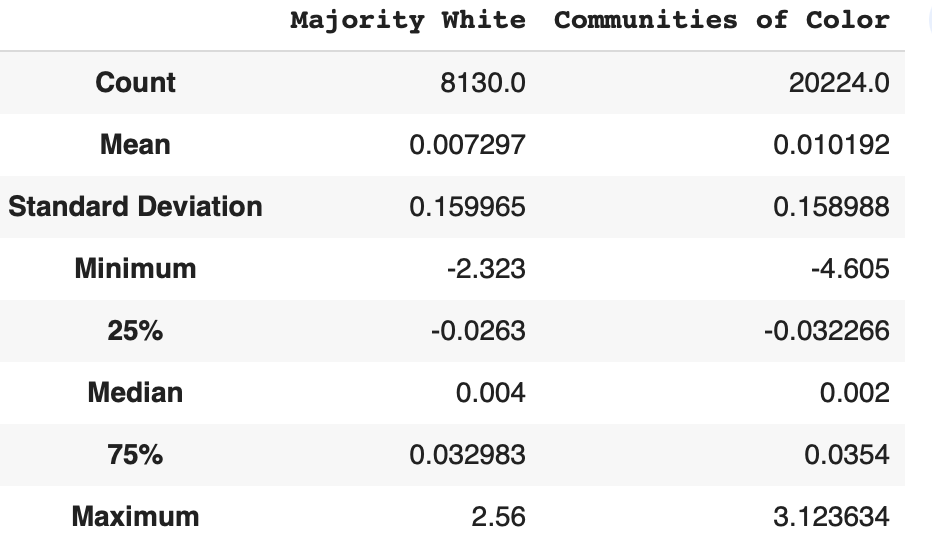 Majority White Communities of Color
Count 8130.0 20224.0
Mean 0.007297 0.010192
Standard Deviation 0.159965 0.158988
Minimum -2.323 -4.605
25% -0.0263 -0.032266
Median 0.004 0.002
75% 0.032983 0.0354
Maximum 2.56 3.123634